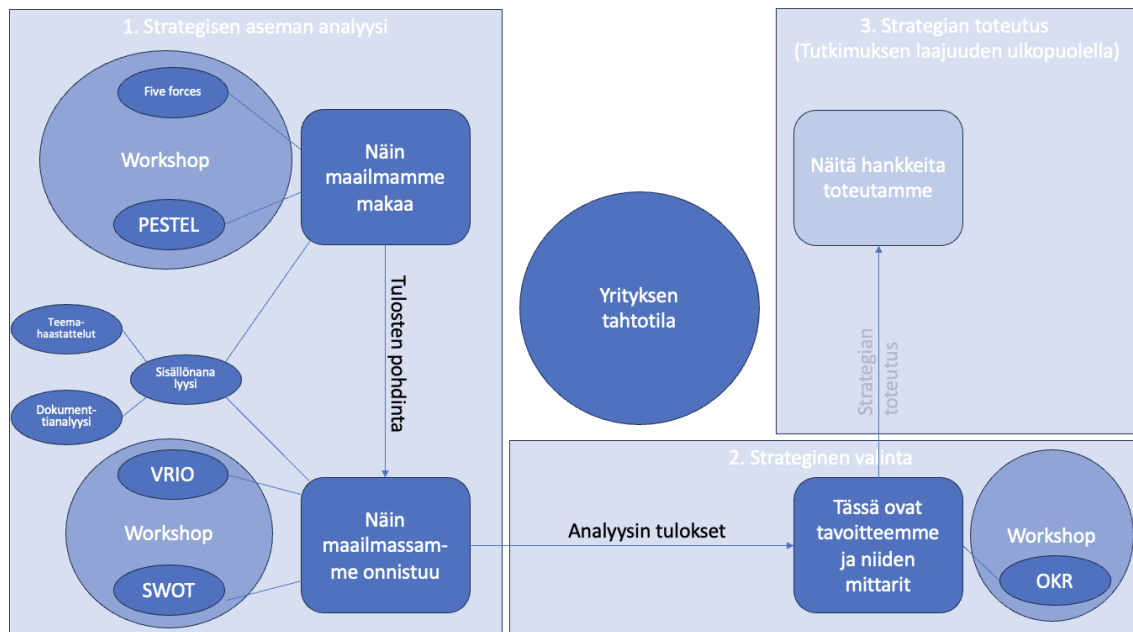 1. Strategisen aseman analyysi
Five forces
Workshop
PESTEL
Näin
maailmamme
makaa
Tulosten pohdinta
Teema-
haastattelut
Sisällönana
lyysi
Dokument-
tianalyysi
VRIO
Workshop
SWOT
Näin
maailmassam-
me onnistuu
Yrityksen
tahtotila
Analyysin tulokset
2. Strateginen valinta
Tässä ovat
tavoitteemme
ja niiden
mittarit
Workshop
OKR
3. Strategian toteutus
(Tutkimuksen laajuuden ulkopuolella)
Näitä hankkeita
toteutamme
Strategian
toteutus